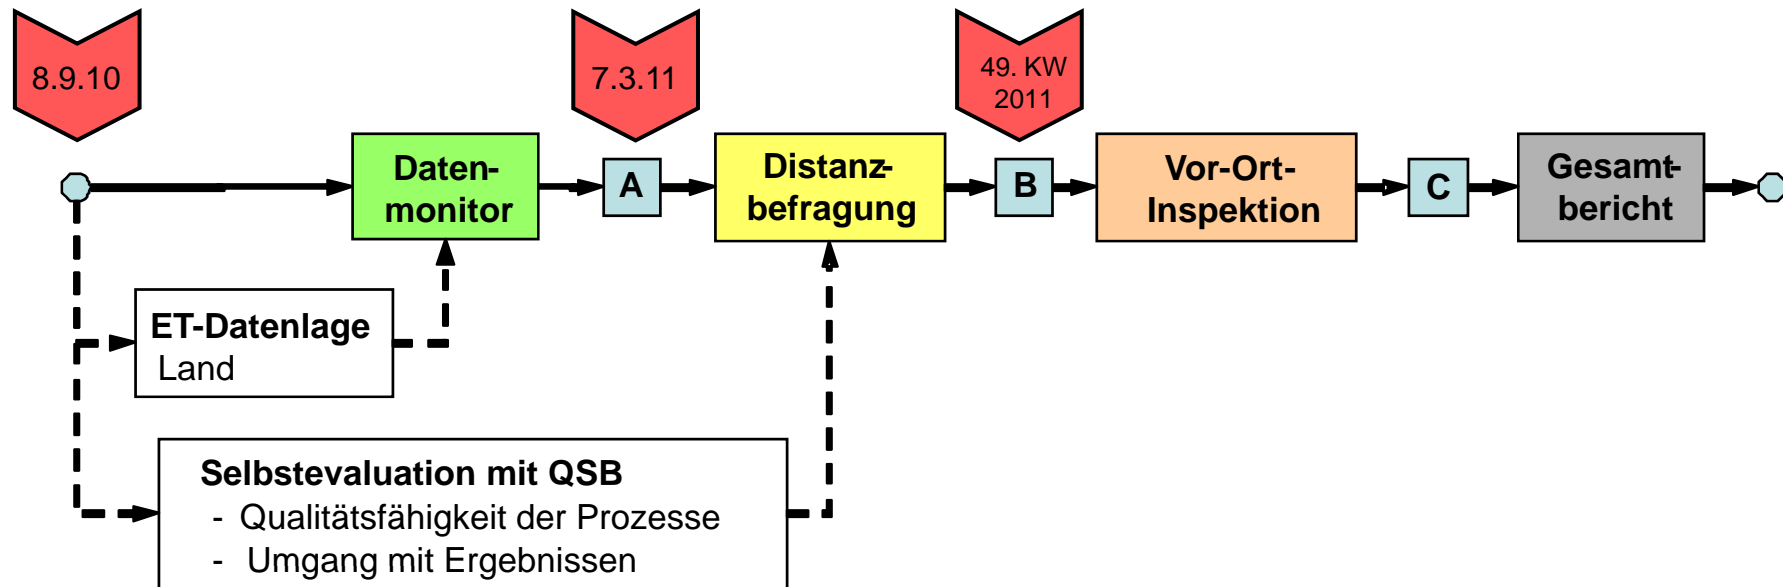 8.9.10
7.3.11
49. KW
2011
Daten-
monitor
A
Distanz-
befragung
B
Vor-Ort-
Inspektion
C
Gesamt-
bericht
ET-Datenlage
Land
Selbstevaluation mit QSB
- Qualitätsfähigkeit der Prozesse
- Umgang mit Ergebnissen